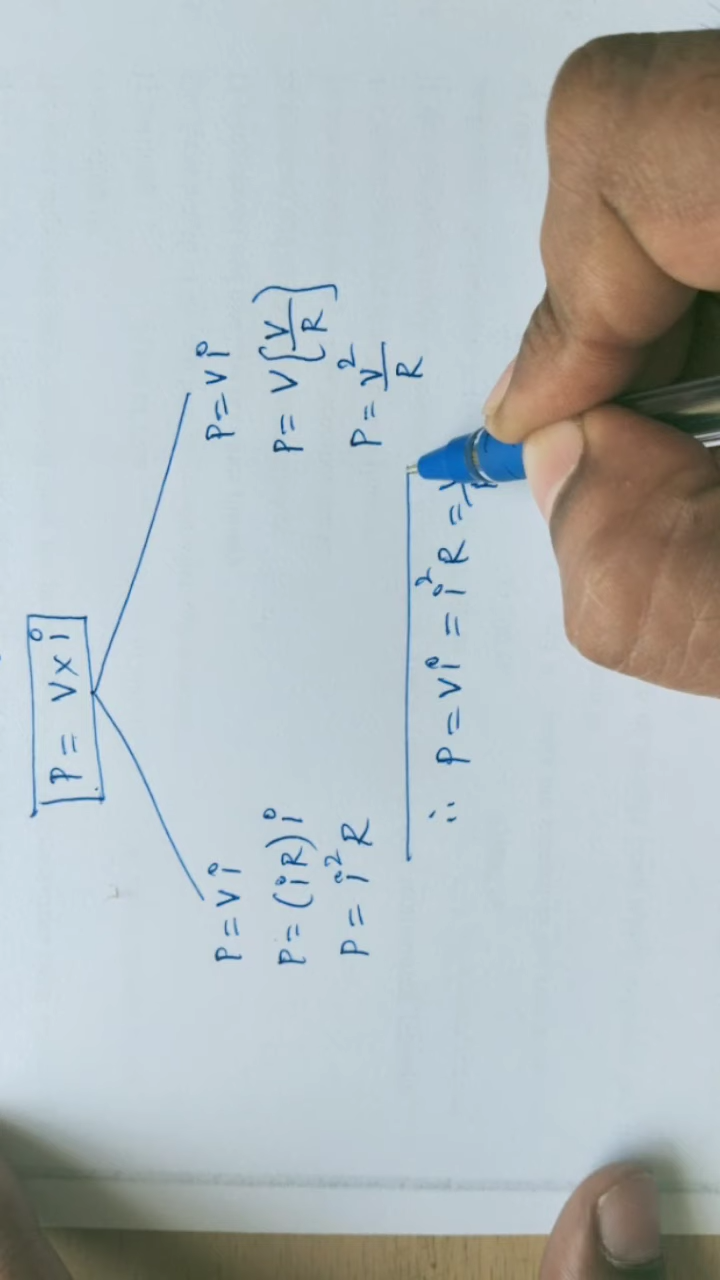 P = V x i
P = Vi
P = (iR)i
P = i²R
P = Vi
P = V(V/R)
P = V²/R
∴ P = Vi = i²R =